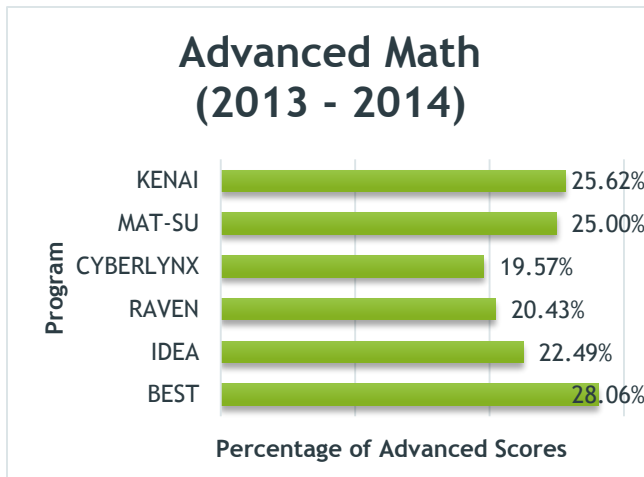 Advanced Math
(2013 - 2014)
KENAI 25.62%
MAT-SU 25.00%
CYBERLYNX 19.57%
RAVEN 20.43%
IDEA 22.49%
BEST 28.06%
Program
Percentage of Advanced Scores